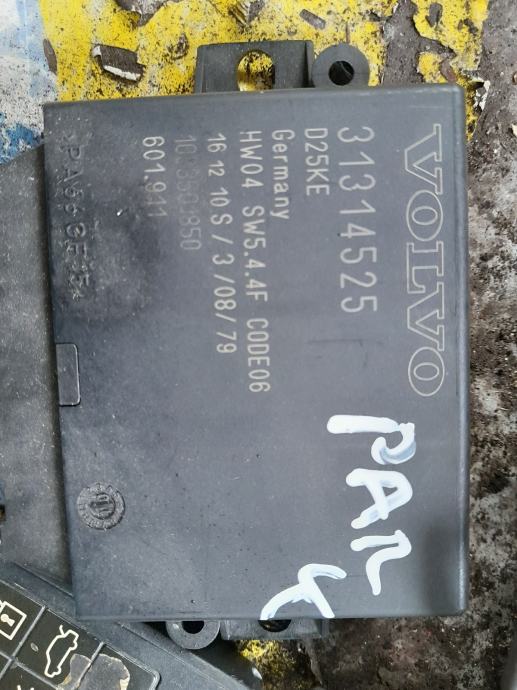 VOLVO
31314525
D25KE
Germany
HW04 SW5.4.4F CODE06
16 12 10 S / 3 / 08 / 79
601.911
PARK